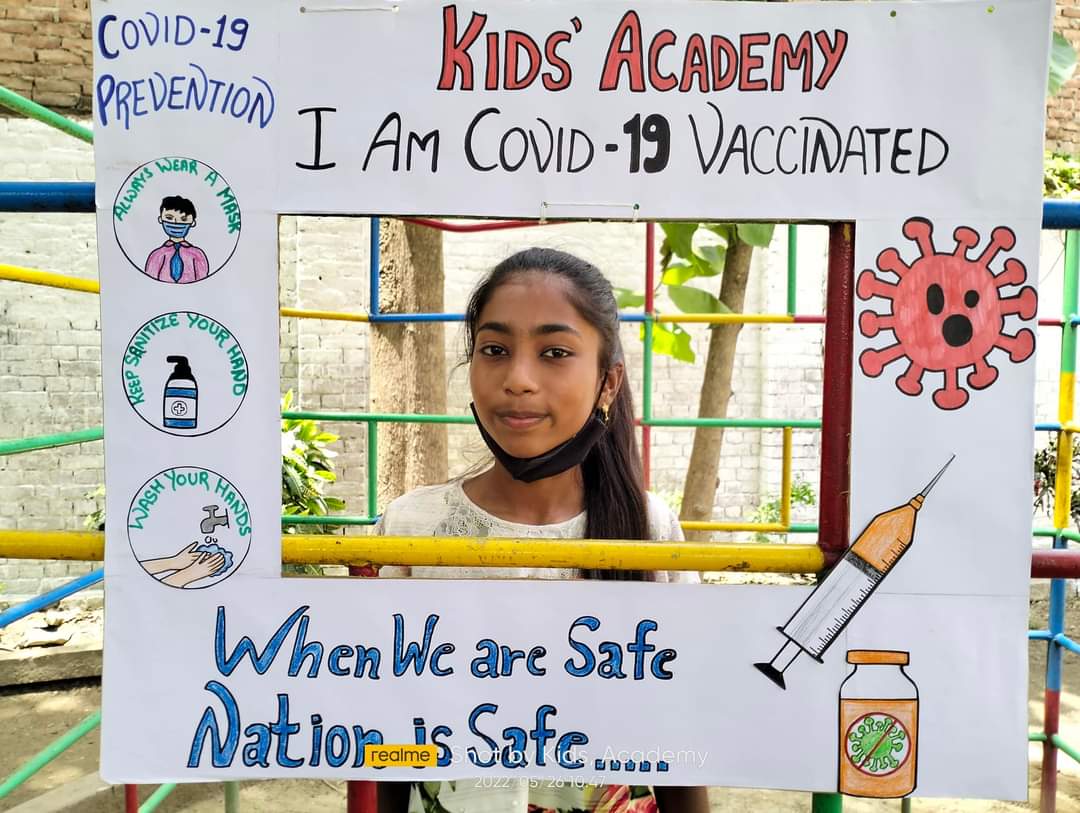 COVID-19
PREVENTION
KIDS' ACADEMY
I AM COVID-19 VACCINATED
ALWAYS WEAR A MASK
KEEP SANITIZE YOUR HAND
WASH YOUR HANDS
When We are Safe
Nation is Safe.....
realme Shot by Kids, Academy
2022/05/26 10:47